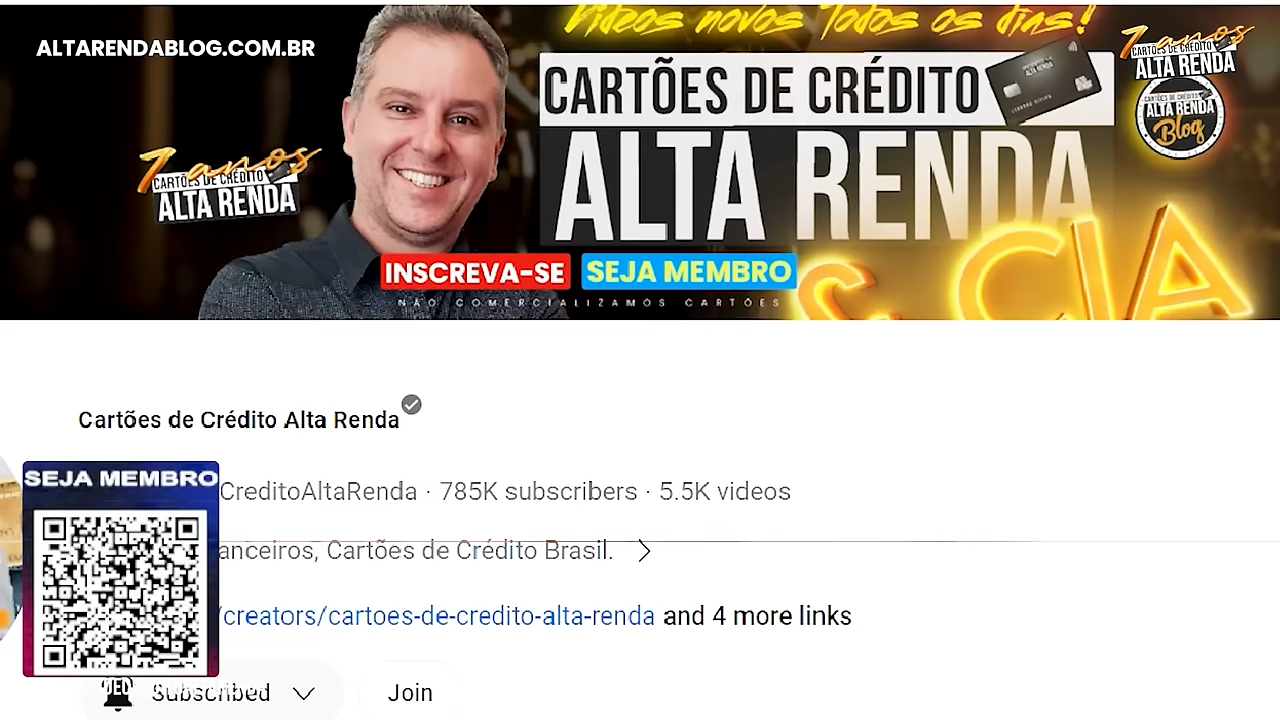 Vídeos novos Todos os dias!
ALTARENDABLOG.COM.BR
CARTÕES DE CRÉDITO
ALTA RENDA
& CIA
7 anos
CARTÕES DE CRÉDITO
ALTA RENDA
7 anos
CARTÕES DE CRÉDITO
ALTA RENDA
CARTÕES DE CRÉDITO
ALTA RENDA
Blog
INSCREVA-SE
SEJA MEMBRO
NÃO COMERCIALIZAMOS CARTÕES
Cartões de Crédito Alta Renda
SEJA MEMBRO
CreditoAltaRenda · 785K subscribers · 5.5K videos
anceiros, Cartões de Crédito Brasil.
/creators/cartoes-de-credito-alta-renda and 4 more links
Subscribed
Join